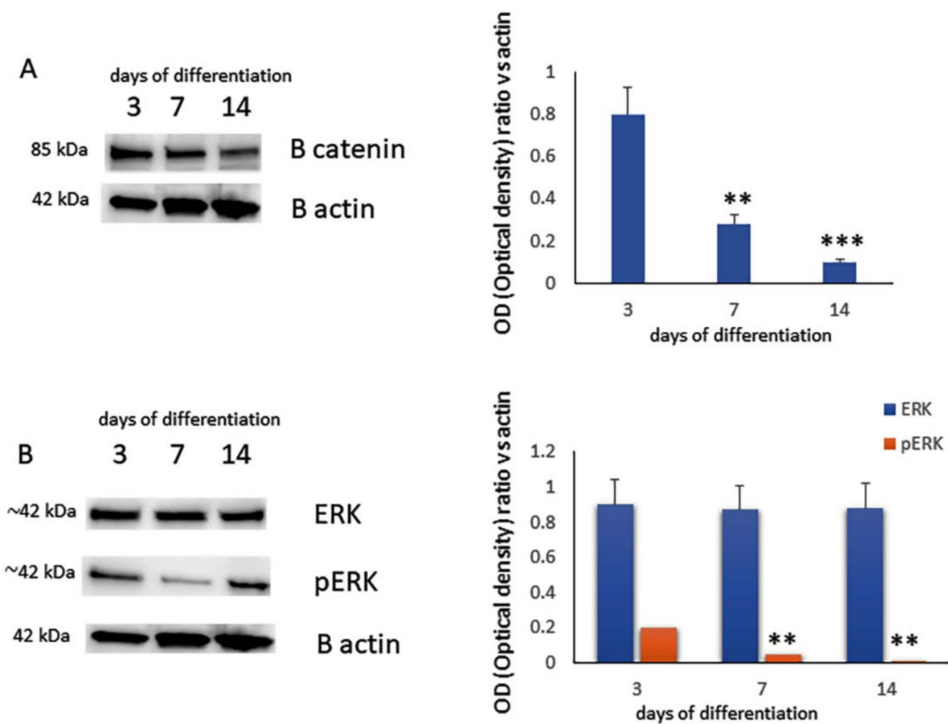 A
days of differentiation
3 7 14
85 kDa
B catenin
42 kDa
B actin
OD (Optical density) ratio vs actin
1
0.8
0.6
0.4
0.2
0
**
***
3 7 14
days of differentiation
B
days of differentiation
3 7 14
~42 kDa
ERK
~42 kDa
pERK
42 kDa
B actin
OD (Optical density) ratio vs actin
ERK
pERK
1.2
1
0.8
0.6
0.4
0.2
0
**
**
3 7 14
days of differentiation